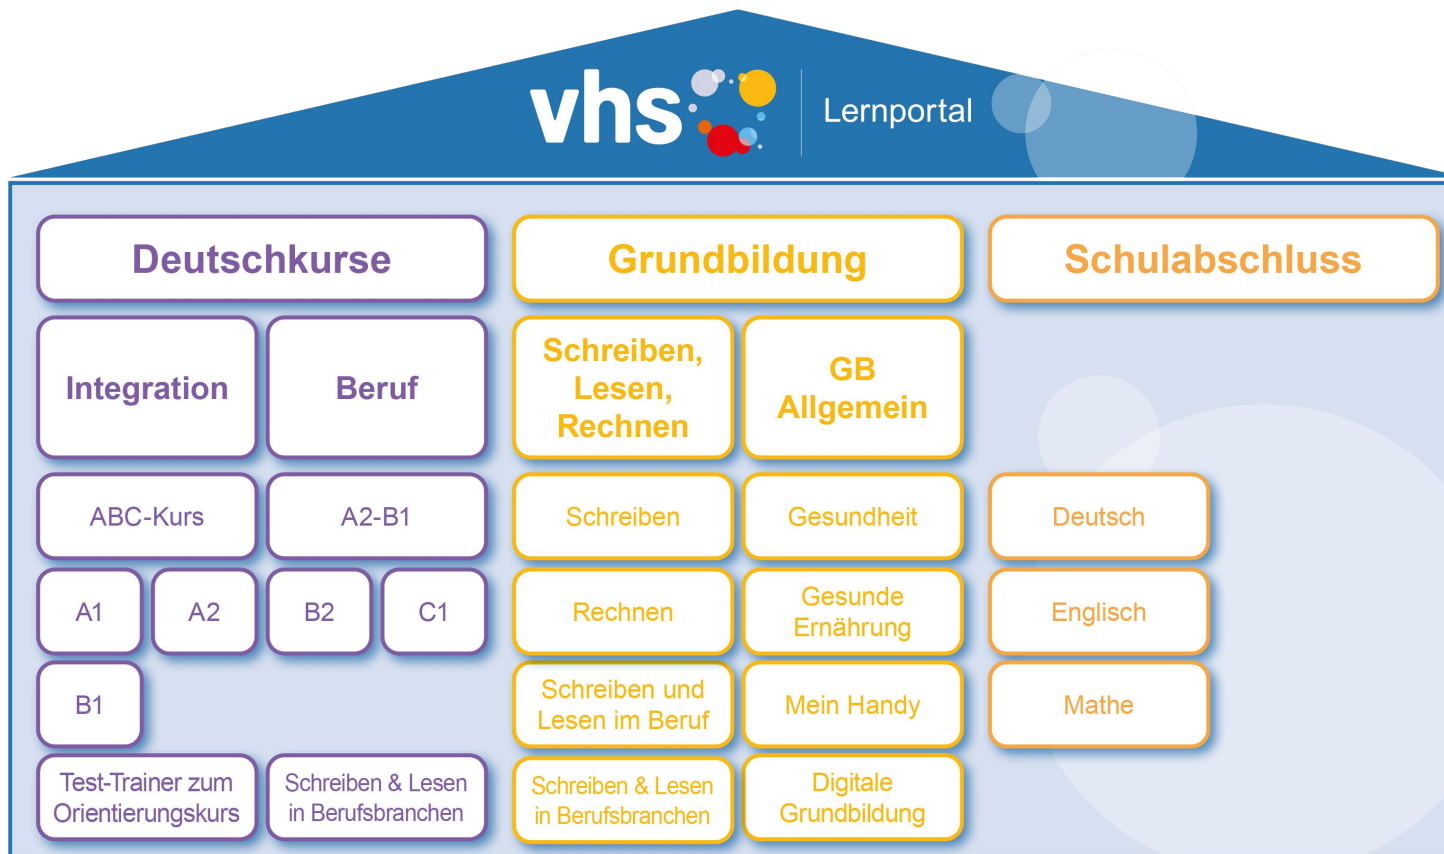 vhs
Lernportal
Deutschkurse
Grundbildung
Schulabschluss
Integration
Beruf
Schreiben,
Lesen,
Rechnen
GB
Allgemein
ABC-Kurs
A2-B1
Schreiben
Gesundheit
Deutsch
A1
A2
B2
C1
Rechnen
Gesunde
Ernährung
Englisch
B1
Schreiben und
Lesen im Beruf
Mein Handy
Mathe
Test-Trainer zum
Orientierungskurs
Schreiben & Lesen
in Berufsbranchen
Schreiben & Lesen
in Berufsbranchen
Digitale
Grundbildung